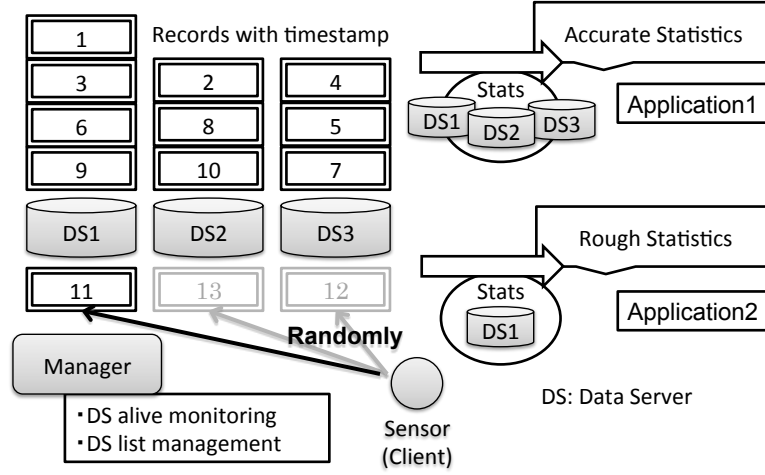 1
Records with timestamp
3
2
4
6
8
5
9
10
7
DS1
DS2
DS3
11
13
12
Randomly
Manager
・DS alive monitoring
・DS list management
Sensor
(Client)
Accurate Statistics
Stats
DS1
DS2
DS3
Application1
Rough Statistics
Stats
DS1
Application2
DS: Data Server